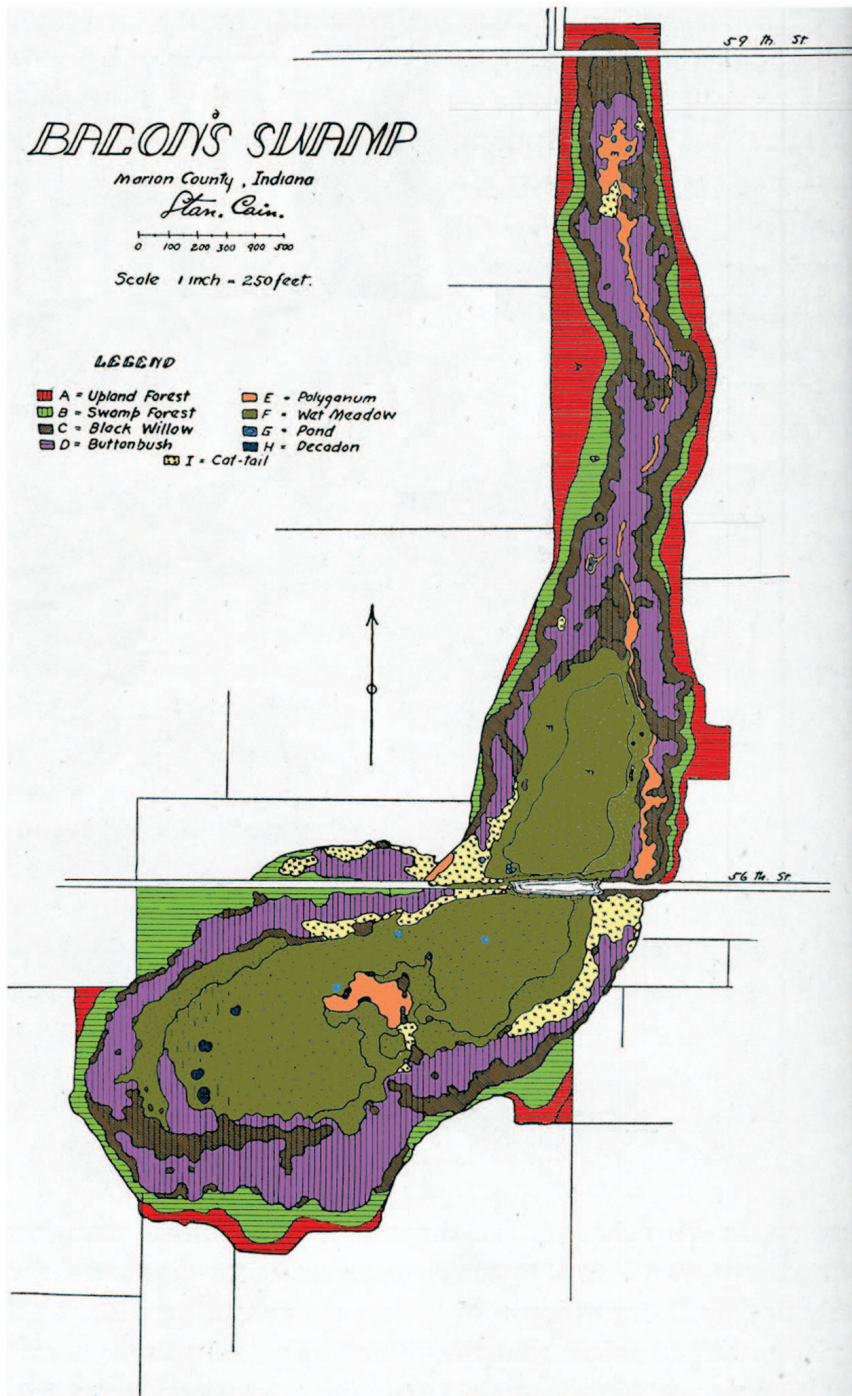 59 th. St.
BACON'S SWAMP
Marion County, Indiana
Stan. Cain.
0 100 200 300 400 500
Scale 1 inch = 250 feet.
LEGEND
A = Upland Forest
B = Swamp Forest
C = Black Willow
D = Buttonbush
E = Polyganum
F = Wet Meadow
G = Pond
H = Decadon
I = Cat-tail
E
A
B
F
F
56 th. St